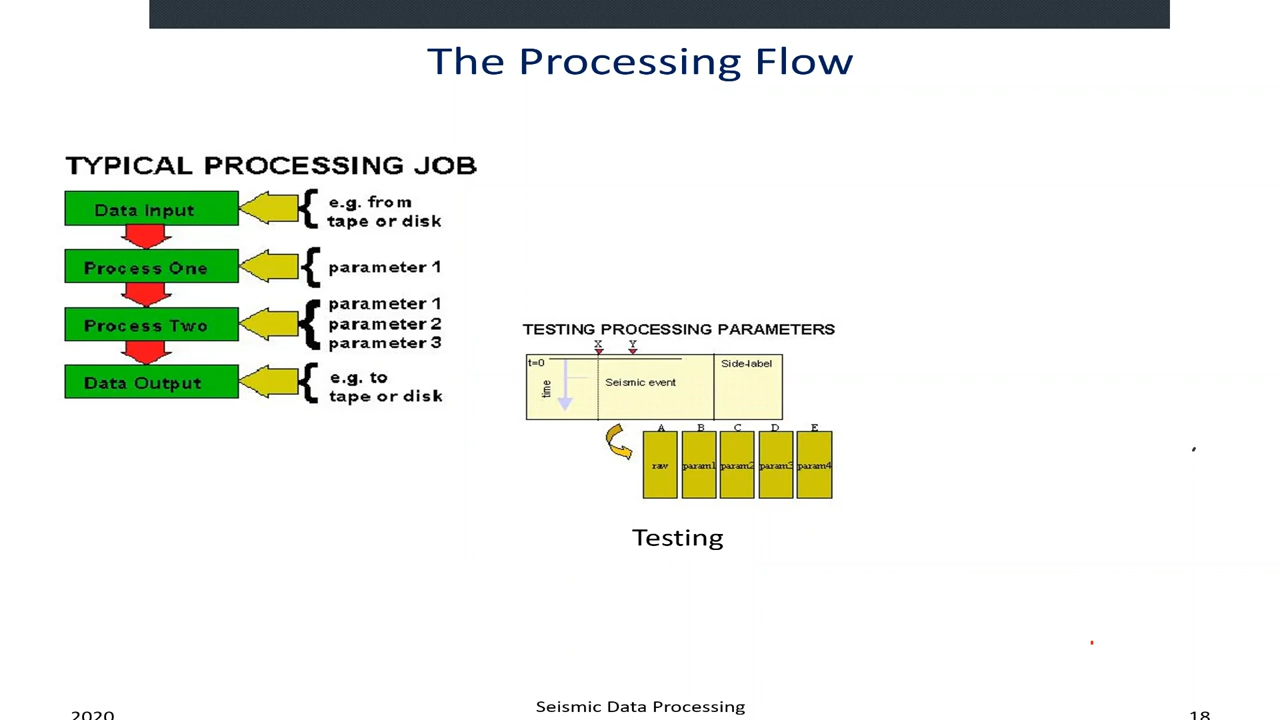 The Processing Flow
TYPICAL PROCESSING JOB
Data Input
e.g. from
tape or disk
Process One
parameter 1
Process Two
parameter 1
parameter 2
parameter 3
Data Output
e.g. to
tape or disk
TESTING PROCESSING PARAMETERS
X Y
t=0
time
Seismic event
Side-label
A B C D E
raw param1 param2 param3 param4
Testing
2020
Seismic Data Processing
18